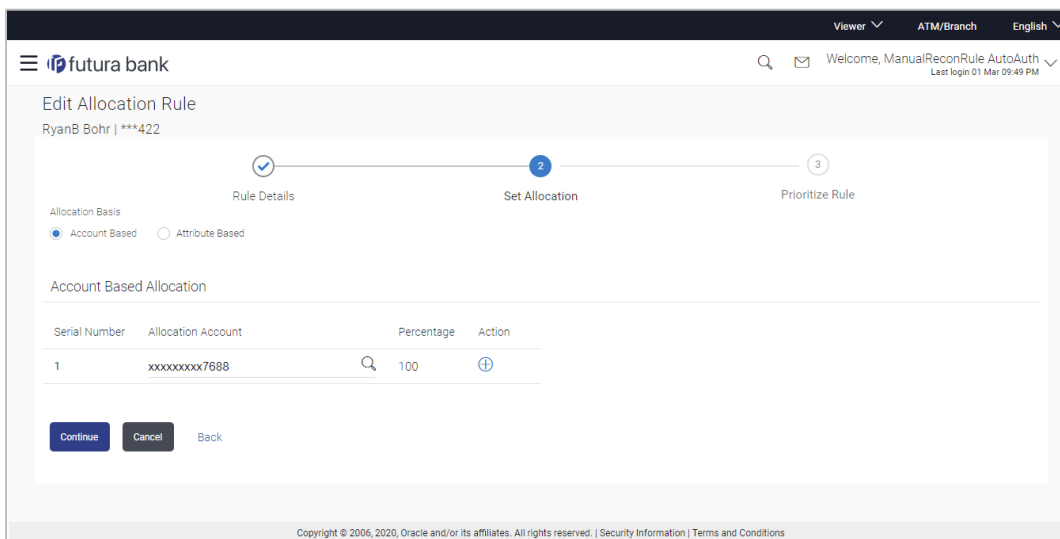 Viewer ATM/Branch English
futura bank
Welcome, ManualReconRule AutoAuth
Last login 01 Mar 09:49 PM
Edit Allocation Rule
RyanB Bohr | ***422
2 3
Rule Details Set Allocation Prioritize Rule
Allocation Basis
Account Based Attribute Based
Account Based Allocation
Serial Number Allocation Account Percentage Action
1 xxxxxxxxx7688 100
Continue Cancel Back
Copyright © 2006, 2020, Oracle and/or its affiliates. All rights reserved. | Security Information | Terms and Conditions